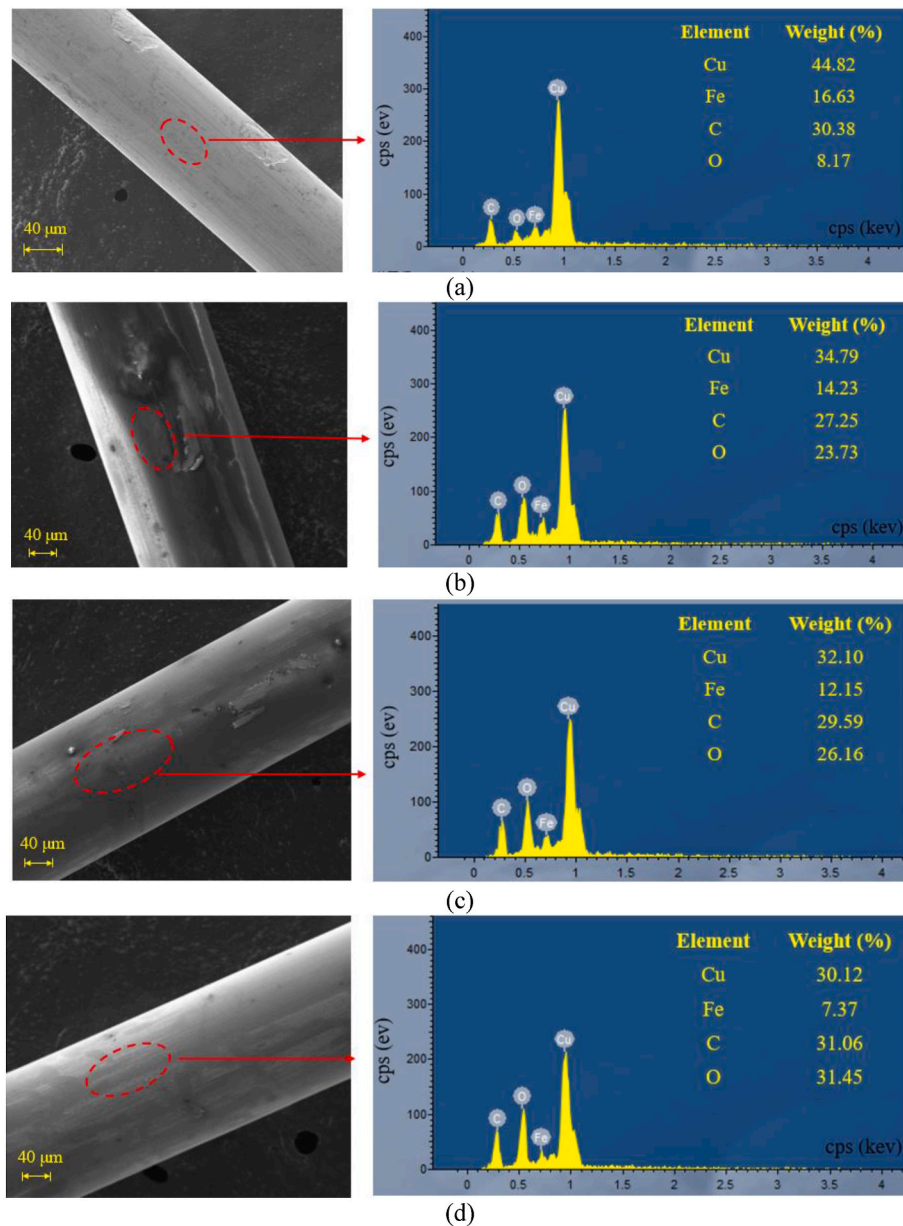 400
300
200
100
0
cps (ev)
Element Weight (%)
Cu 44.82
Fe 16.63
C 30.38
O 8.17
Cu
C
O
Fe
cps (kev)
0 0.5 1 1.5 2 2.5 3 3.5 4
40 μm
(a)
400
300
200
100
0
cps (ev)
Element Weight (%)
Cu 34.79
Fe 14.23
C 27.25
O 23.73
Cu
C
O
Fe
cps (kev)
0 0.5 1 1.5 2 2.5 3 3.5 4
40 μm
(b)
400
300
200
100
0
cps (ev)
Element Weight (%)
Cu 32.10
Fe 12.15
C 29.59
O 26.16
Cu
C
O
Fe
0 0.5 1 1.5 2 2.5 3 3.5 4
40 μm
(c)
400
300
200
100
0
cps (ev)
Element Weight (%)
Cu 30.12
Fe 7.37
C 31.06
O 31.45
Cu
C
O
Fe
cps (kev)
0 0.5 1 1.5 2 2.5 3 3.5 4
40 μm
(d)